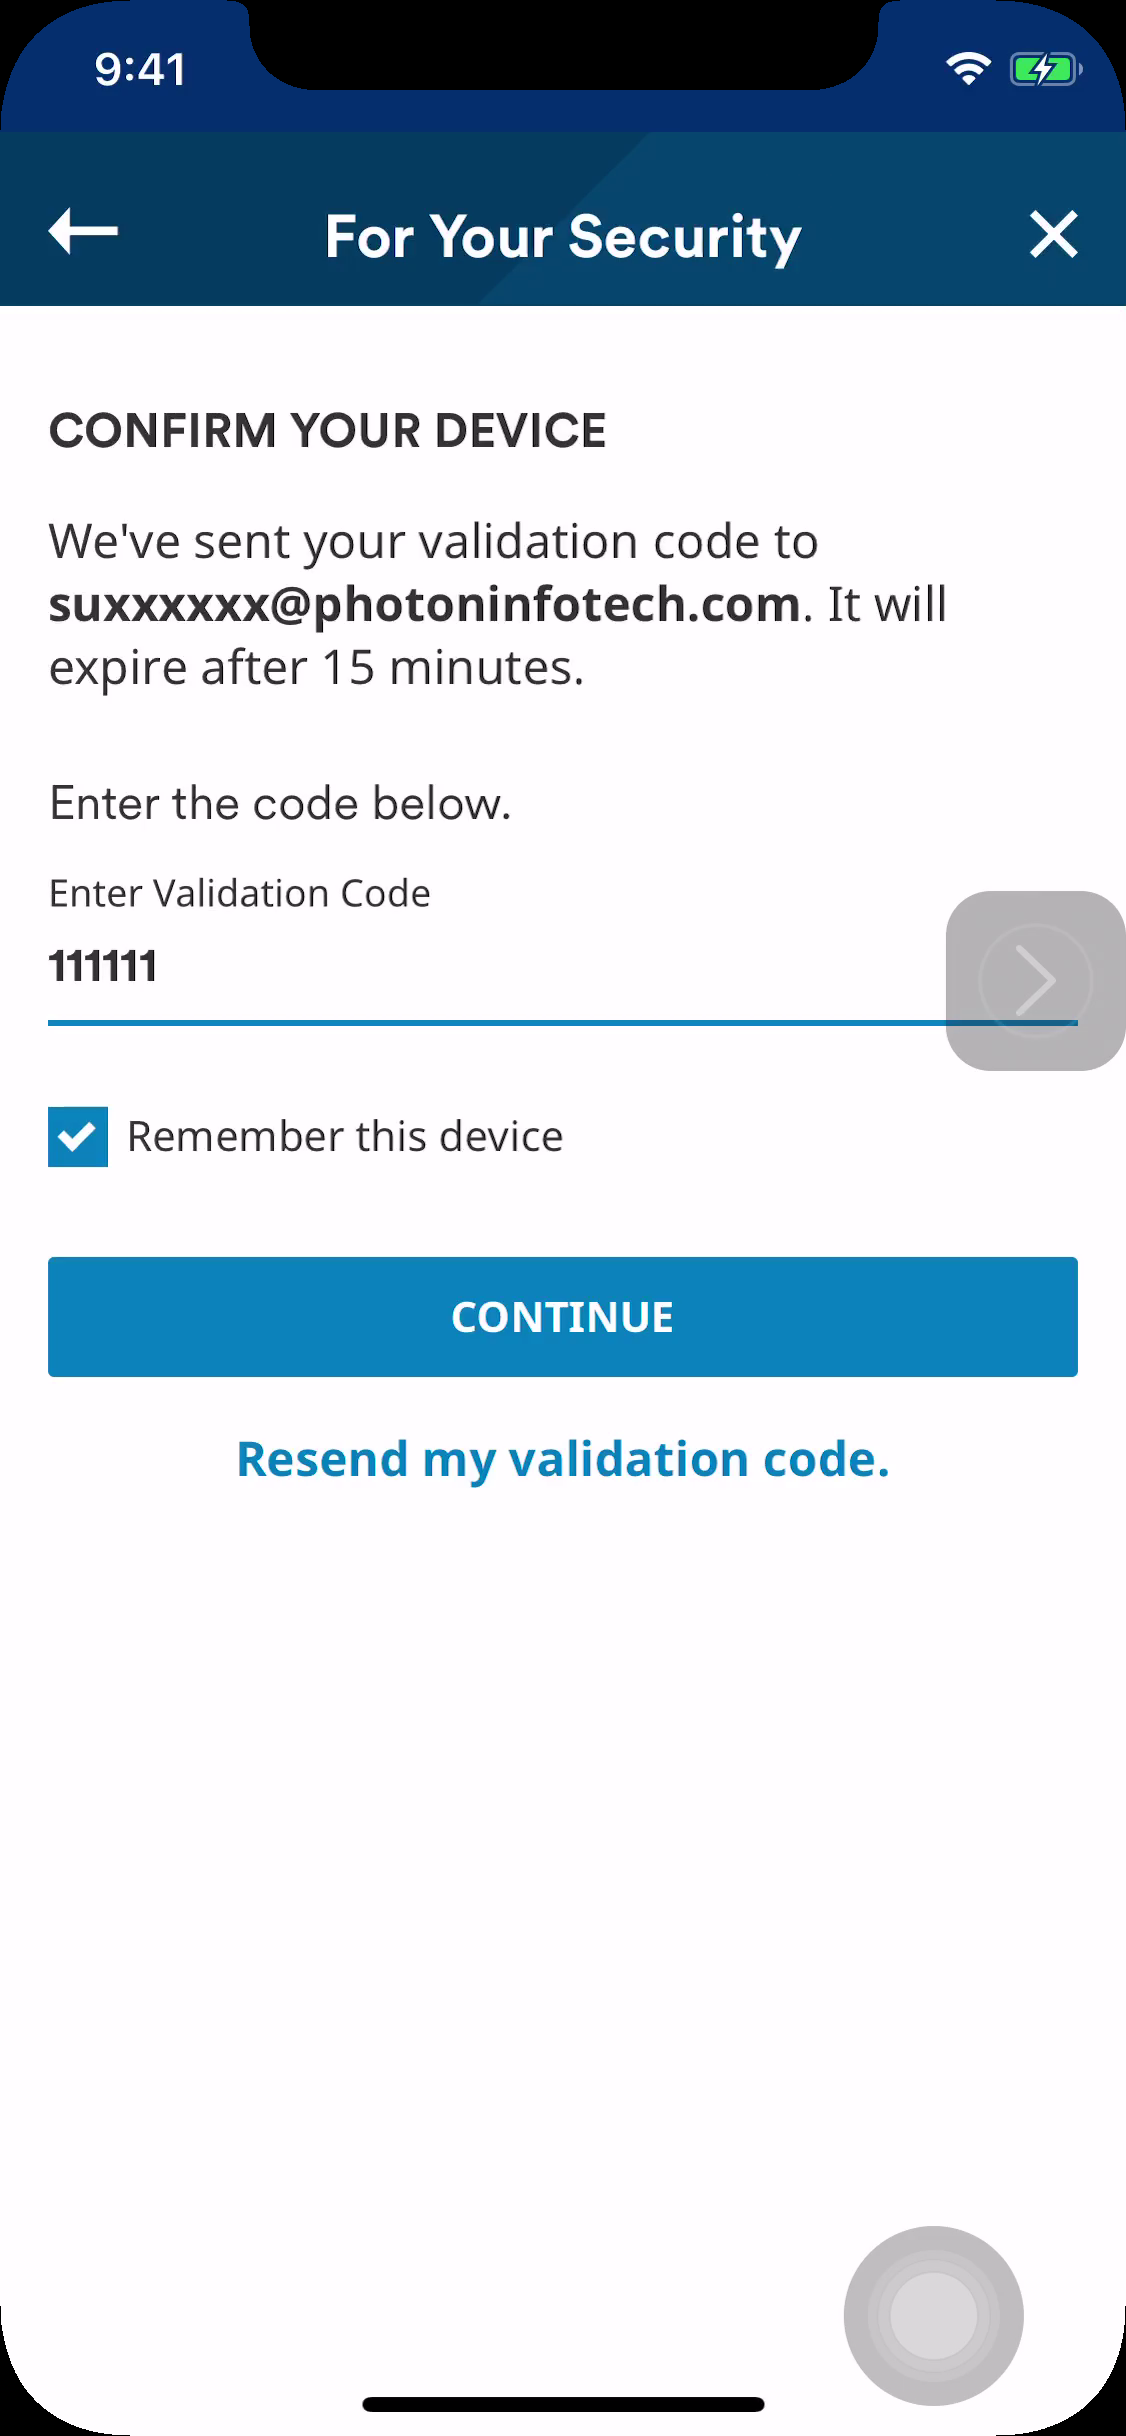 9:41
For Your Security
CONFIRM YOUR DEVICE
We've sent your validation code to
suxxxxxx@photoninfotech.com. It will
expire after 15 minutes.
Enter the code below.
Enter Validation Code
111111
Remember this device
CONTINUE
Resend my validation code.